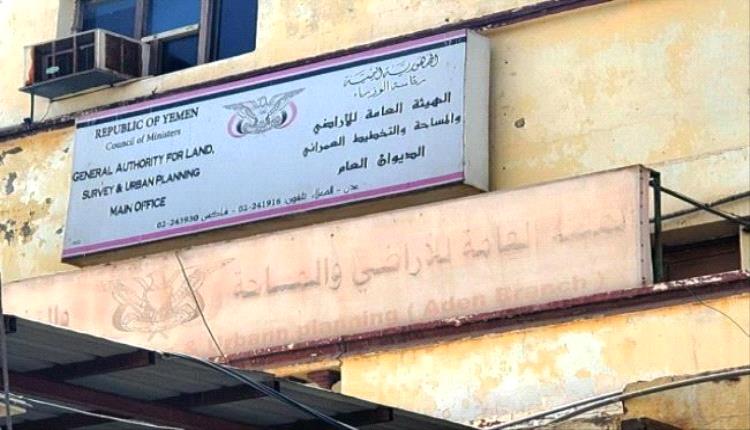 REPUBLIC OF YEMEN
Council of Ministers
GENERAL AUTHORITY FOR LAND,
SURVEY & URBAN PLANNING
MAIN OFFICE
الجمهورية اليمنية
رئاسة الوزراء
الهيئة العامة للأراضي
والمساحة والتخطيط العمراني
الديوان العام
عدن - المعلا، تلفون: 241916-02 - فاكس: 243930-02
العامة للأراضي والمساحة
& Urbann planning ( Aden Branch )